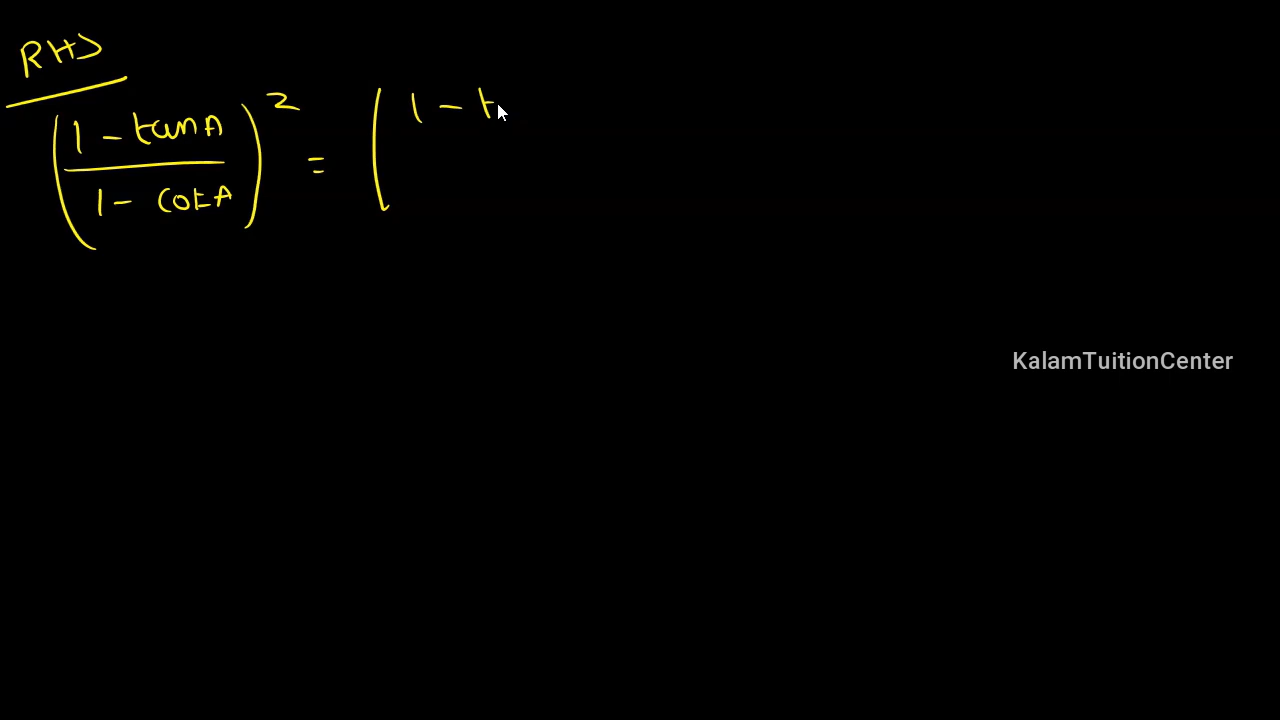 RHS
(1 - tanA / 1 - cotA)² = (1 - t
KalamTuitionCenter